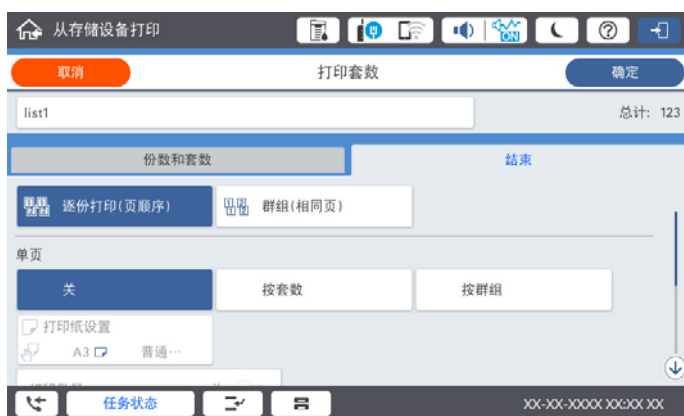 从存储设备打印
ON
取消 打印套数 确定
list1 总计: 123
份数和套数 结束
逐份打印(页顺序) 群组(相同页)
单页
关 按套数 按群组
打印纸设置
A3 普通…
任务状态 XX-XX-XXXX XX:XX XX